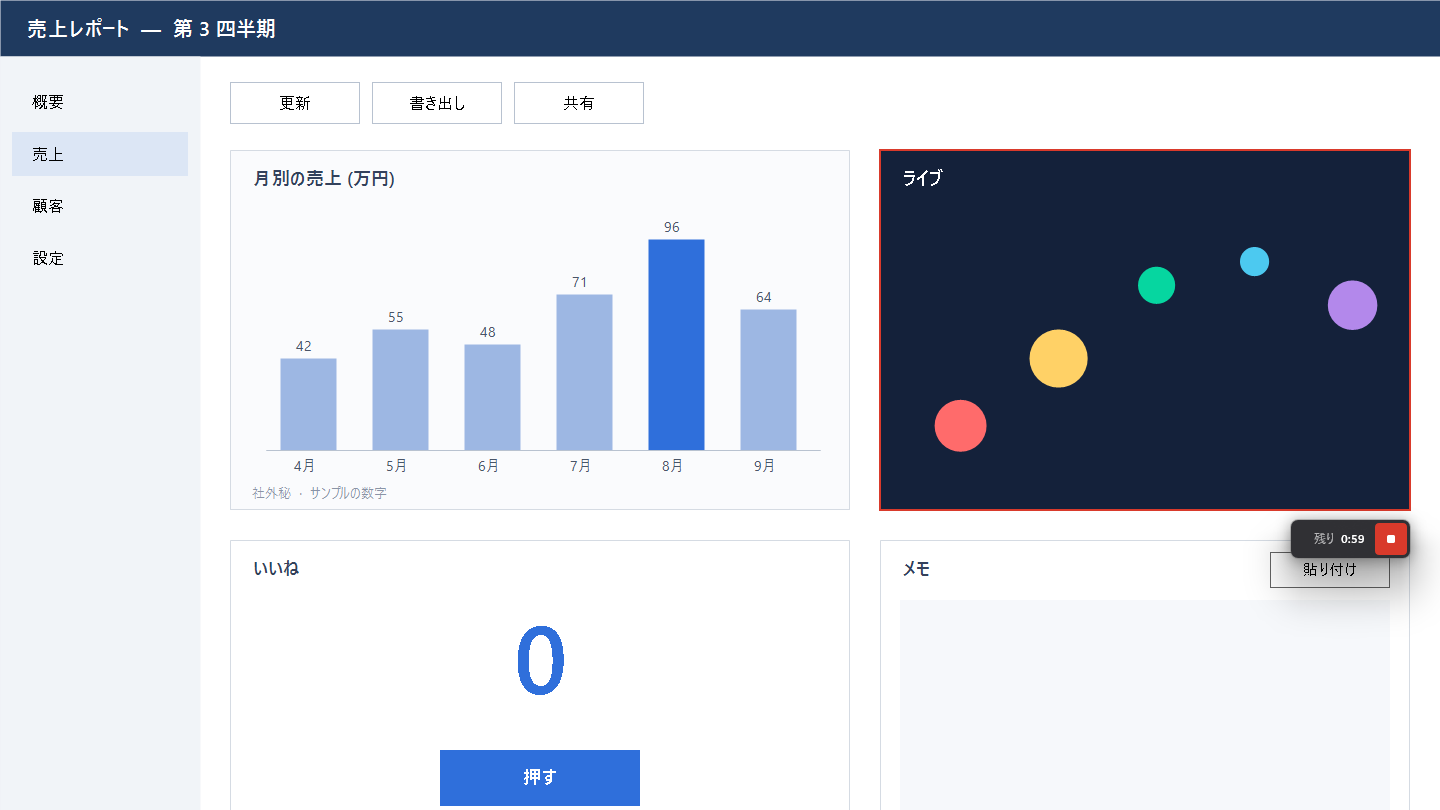 売上レポート — 第 3 四半期
概要
売上
顧客
設定
更新
書き出し
共有
月別の売上 (万円)
42
55
48
71
96
64
4月
5月
6月
7月
8月
9月
社外秘 · サンプルの数字
ライブ
残り 0:59
いいね
0
押す
メモ
貼り付け